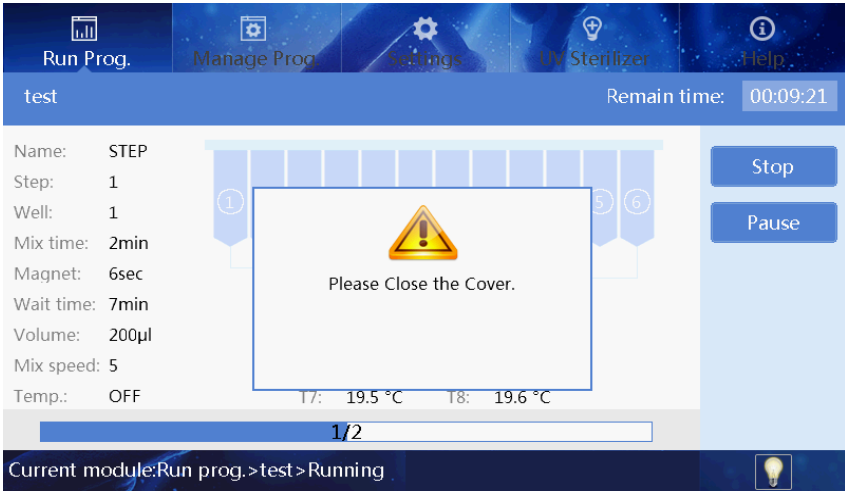 Run Prog.
Manage Prog.
Settings
UV Sterilizer
Help
test
Remain time: 00:09:21
Name: STEP
Step: 1
Well: 1
Mix time: 2min
Magnet: 6sec
Wait time: 7min
Volume: 200µl
Mix speed: 5
Temp.: OFF
1
5
6
Please Close the Cover.
T7: 19.5 °C T8: 19.6 °C
Stop
Pause
1/2
Current module:Run prog.>test>Running